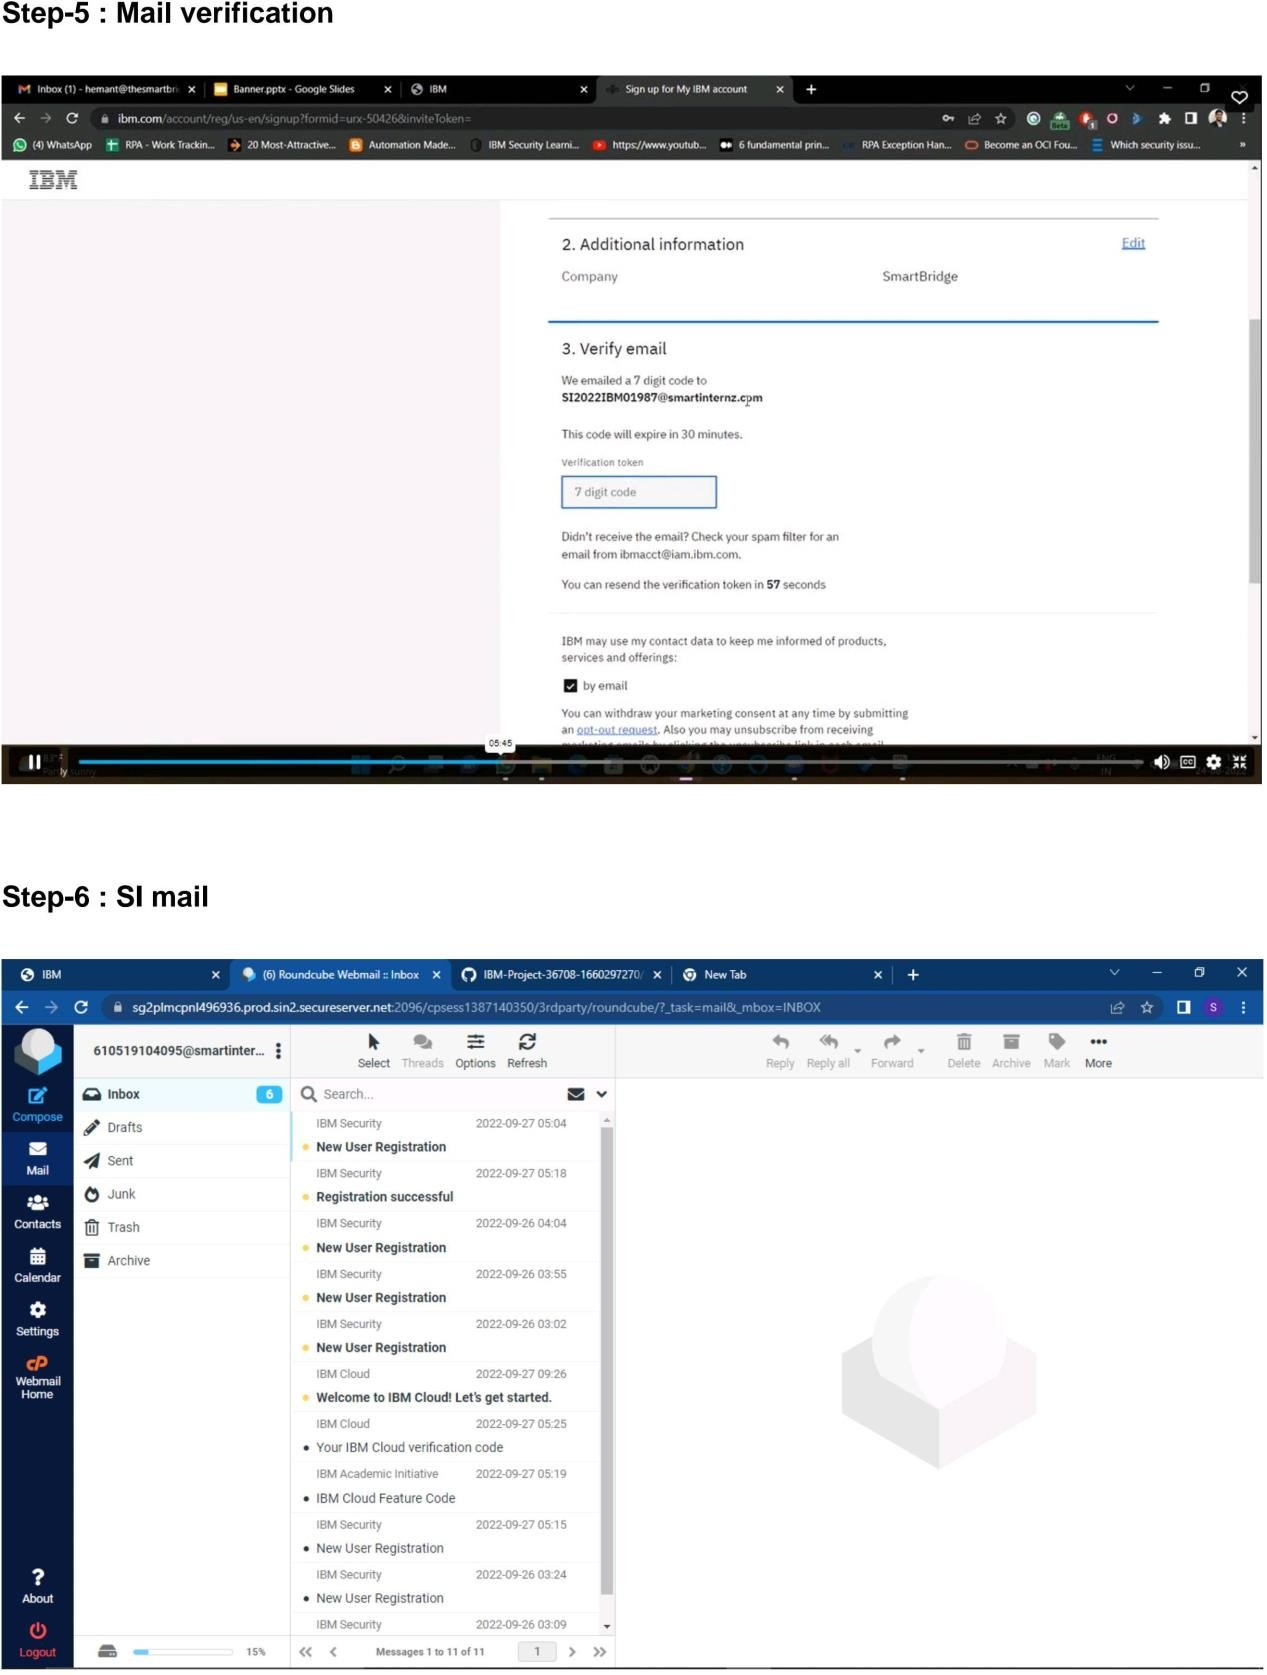 Step-5 : Mail verification
Inbox (1) - hemant@thesmartbri
Banner.pptx - Google Slides
IBM
Sign up for My IBM account
ibm.com/account/reg/us-en/signup?formid=urx-50426&inviteToken=
(4) WhatsApp
RPA - Work Trackin...
20 Most-Attractive...
Automation Made...
IBM Security Learni...
https://www.youtub...
6 fundamental prin...
RPA Exception Han...
Become an OCI Fou...
Which security issu...
IBM
2. Additional information
Edit
Company
SmartBridge
3. Verify email
We emailed a 7 digit code to
SI2022IBM01987@smartinternz.com
This code will expire in 30 minutes.
Verification token
7 digit code
Didn't receive the email? Check your spam filter for an
email from ibmacct@iam.ibm.com.
You can resend the verification token in 57 seconds
IBM may use my contact data to keep me informed of products,
services and offerings:
by email
You can withdraw your marketing consent at any time by submitting
an opt-out request. Also you may unsubscribe from receiving
marketing emails by clicking the unsubscribe link in each email.
05:45
83°F
Partly sunny
ENG
IN
Step-6 : SI mail
IBM
(6) Roundcube Webmail :: Inbox
IBM-Project-36708-1660297270/
New Tab
sg2plmcpnl496936.prod.sin2.secureserver.net:2096/cpsess1387140350/3rdparty/roundcube/?_task=mail&_mbox=INBOX
S
610519104095@smartinter...
Select
Threads
Options
Refresh
Reply
Reply all
Forward
Delete
Archive
Mark
More
Compose
Mail
Contacts
Calendar
Settings
cP
Webmail
Home
About
Logout
Inbox
6
Drafts
Sent
Junk
Trash
Archive
15%
Search...
IBM Security 2022-09-27 05:04
New User Registration
IBM Security 2022-09-27 05:18
Registration successful
IBM Security 2022-09-26 04:04
New User Registration
IBM Security 2022-09-26 03:55
New User Registration
IBM Security 2022-09-26 03:02
New User Registration
IBM Cloud 2022-09-27 09:26
Welcome to IBM Cloud! Let's get started.
IBM Cloud 2022-09-27 05:25
Your IBM Cloud verification code
IBM Academic Initiative 2022-09-27 05:19
IBM Cloud Feature Code
IBM Security 2022-09-27 05:15
New User Registration
IBM Security 2022-09-26 03:24
New User Registration
IBM Security 2022-09-26 03:09
Messages 1 to 11 of 11
1